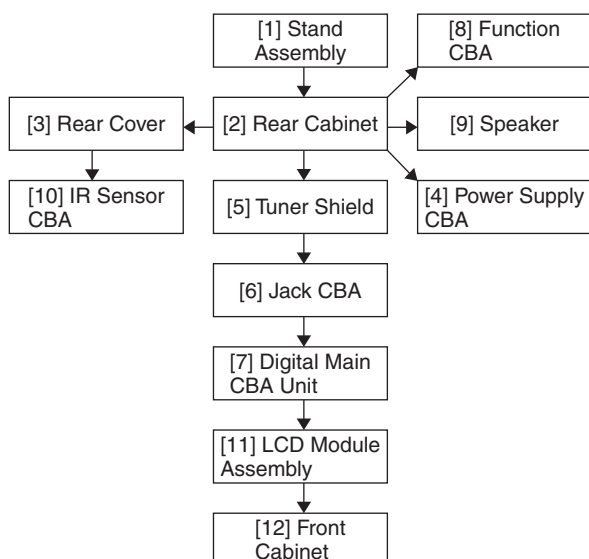 [1] Stand
Assembly
[8] Function
CBA
[3] Rear Cover
[2] Rear Cabinet
[9] Speaker
[10] IR Sensor
CBA
[5] Tuner Shield
[4] Power Supply
CBA
[6] Jack CBA
[7] Digital Main
CBA Unit
[11] LCD Module
Assembly
[12] Front
Cabinet